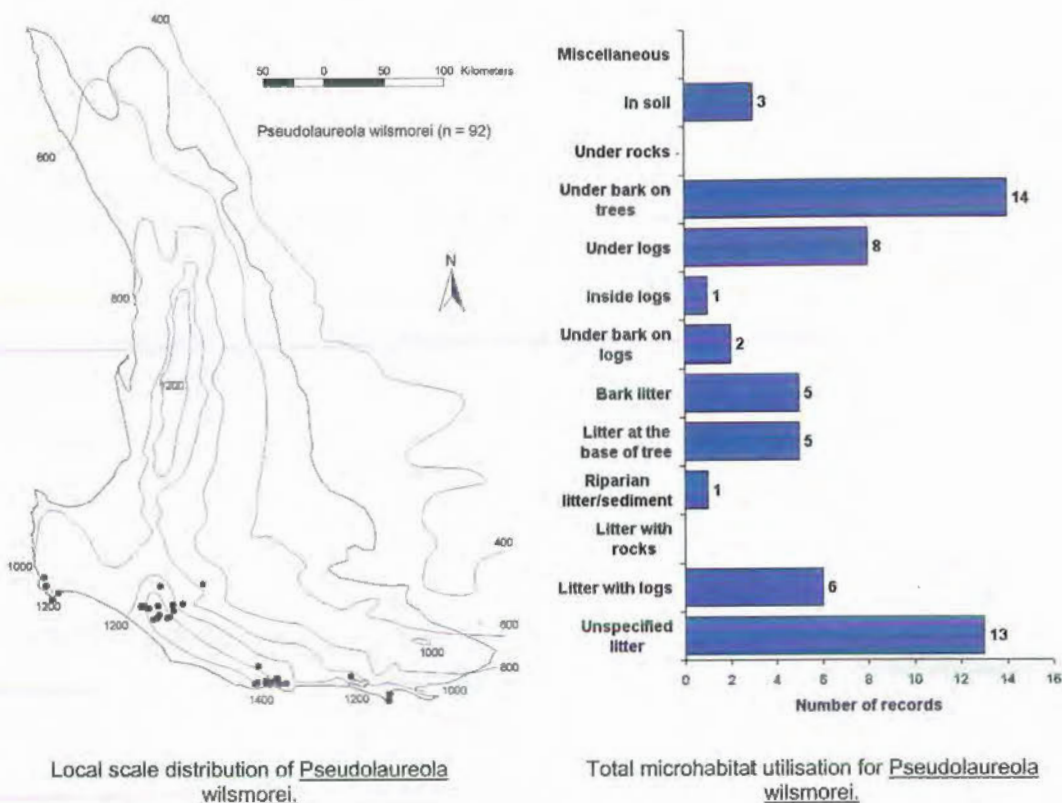 400
50 0 50 100 Kilometers
Pseudolaureola wilsmorei (n = 92)
600
N
800
1200
400
1000
1200
1200
600
1000
800
1400
1200
1000
Local scale distribution of Pseudolaureola
wilsmorei.
Miscellaneous
In soil
3
Under rocks
Under bark on
trees
14
Under logs
8
Inside logs
1
Under bark on
logs
2
Bark litter
5
Litter at the
base of tree
5
Riparian
litter/sediment
1
Litter with
rocks
Litter with logs
6
Unspecified
litter
13
0 2 4 6 8 10 12 14 16
Number of records
Total microhabitat utilisation for Pseudolaureola
wilsmorei.